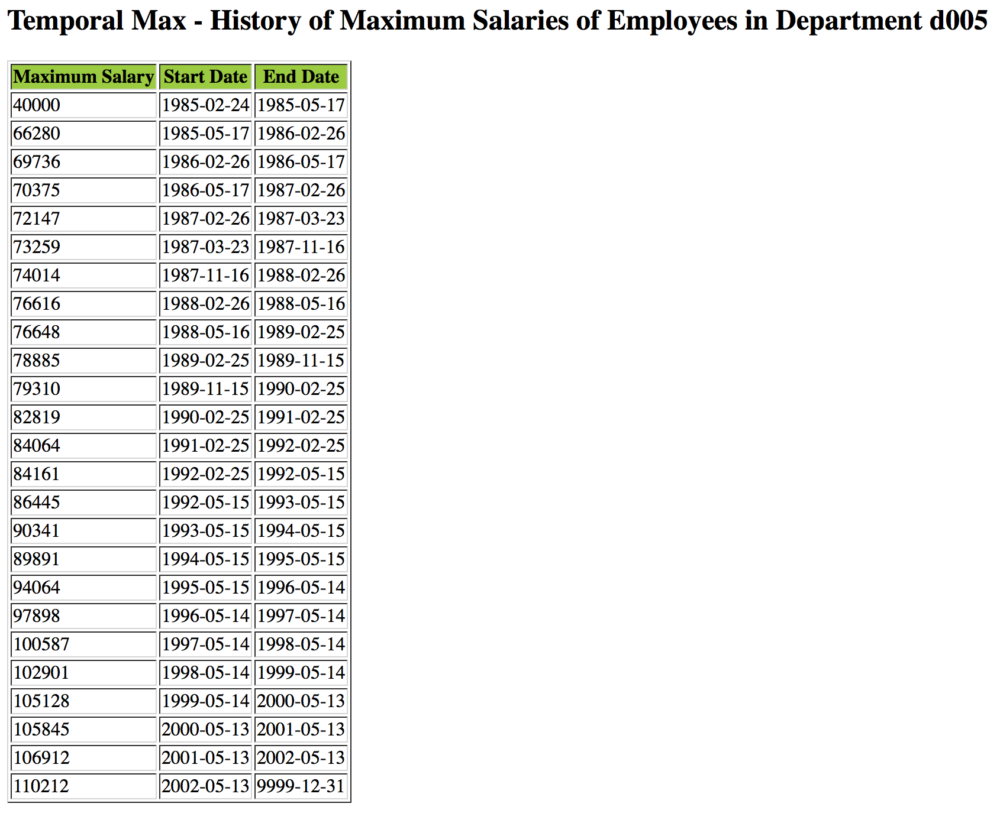 Temporal Max - History of Maximum Salaries of Employees in Department d005
Maximum Salary Start Date End Date
40000 1985-02-24 1985-05-17
66280 1985-05-17 1986-02-26
69736 1986-02-26 1986-05-17
70375 1986-05-17 1987-02-26
72147 1987-02-26 1987-03-23
73259 1987-03-23 1987-11-16
74014 1987-11-16 1988-02-26
76616 1988-02-26 1988-05-16
76648 1988-05-16 1989-02-25
78885 1989-02-25 1989-11-15
79310 1989-11-15 1990-02-25
82819 1990-02-25 1991-02-25
84064 1991-02-25 1992-02-25
84161 1992-02-25 1992-05-15
86445 1992-05-15 1993-05-15
90341 1993-05-15 1994-05-15
89891 1994-05-15 1995-05-15
94064 1995-05-15 1996-05-14
97898 1996-05-14 1997-05-14
100587 1997-05-14 1998-05-14
102901 1998-05-14 1999-05-14
105128 1999-05-14 2000-05-13
105845 2000-05-13 2001-05-13
106912 2001-05-13 2002-05-13
110212 2002-05-13 9999-12-31